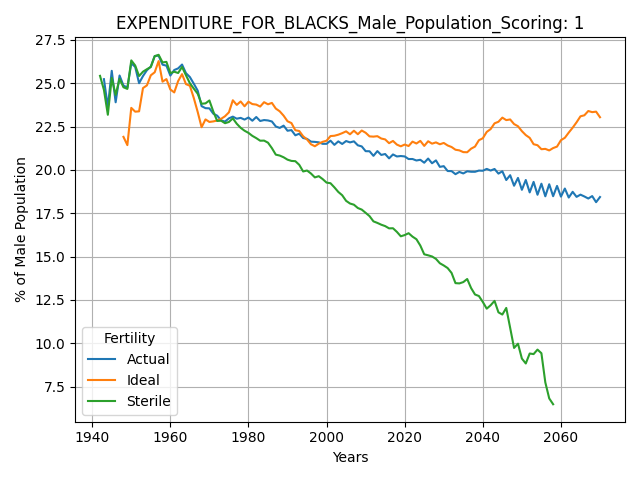 EXPENDITURE_FOR_BLACKS_Male_Population_Scoring: 1
27.5
25.0
22.5
20.0
17.5
15.0
12.5
10.0
7.5
% of Male Population
Fertility
Actual
Ideal
Sterile
1940 1960 1980 2000 2020 2040 2060
Years